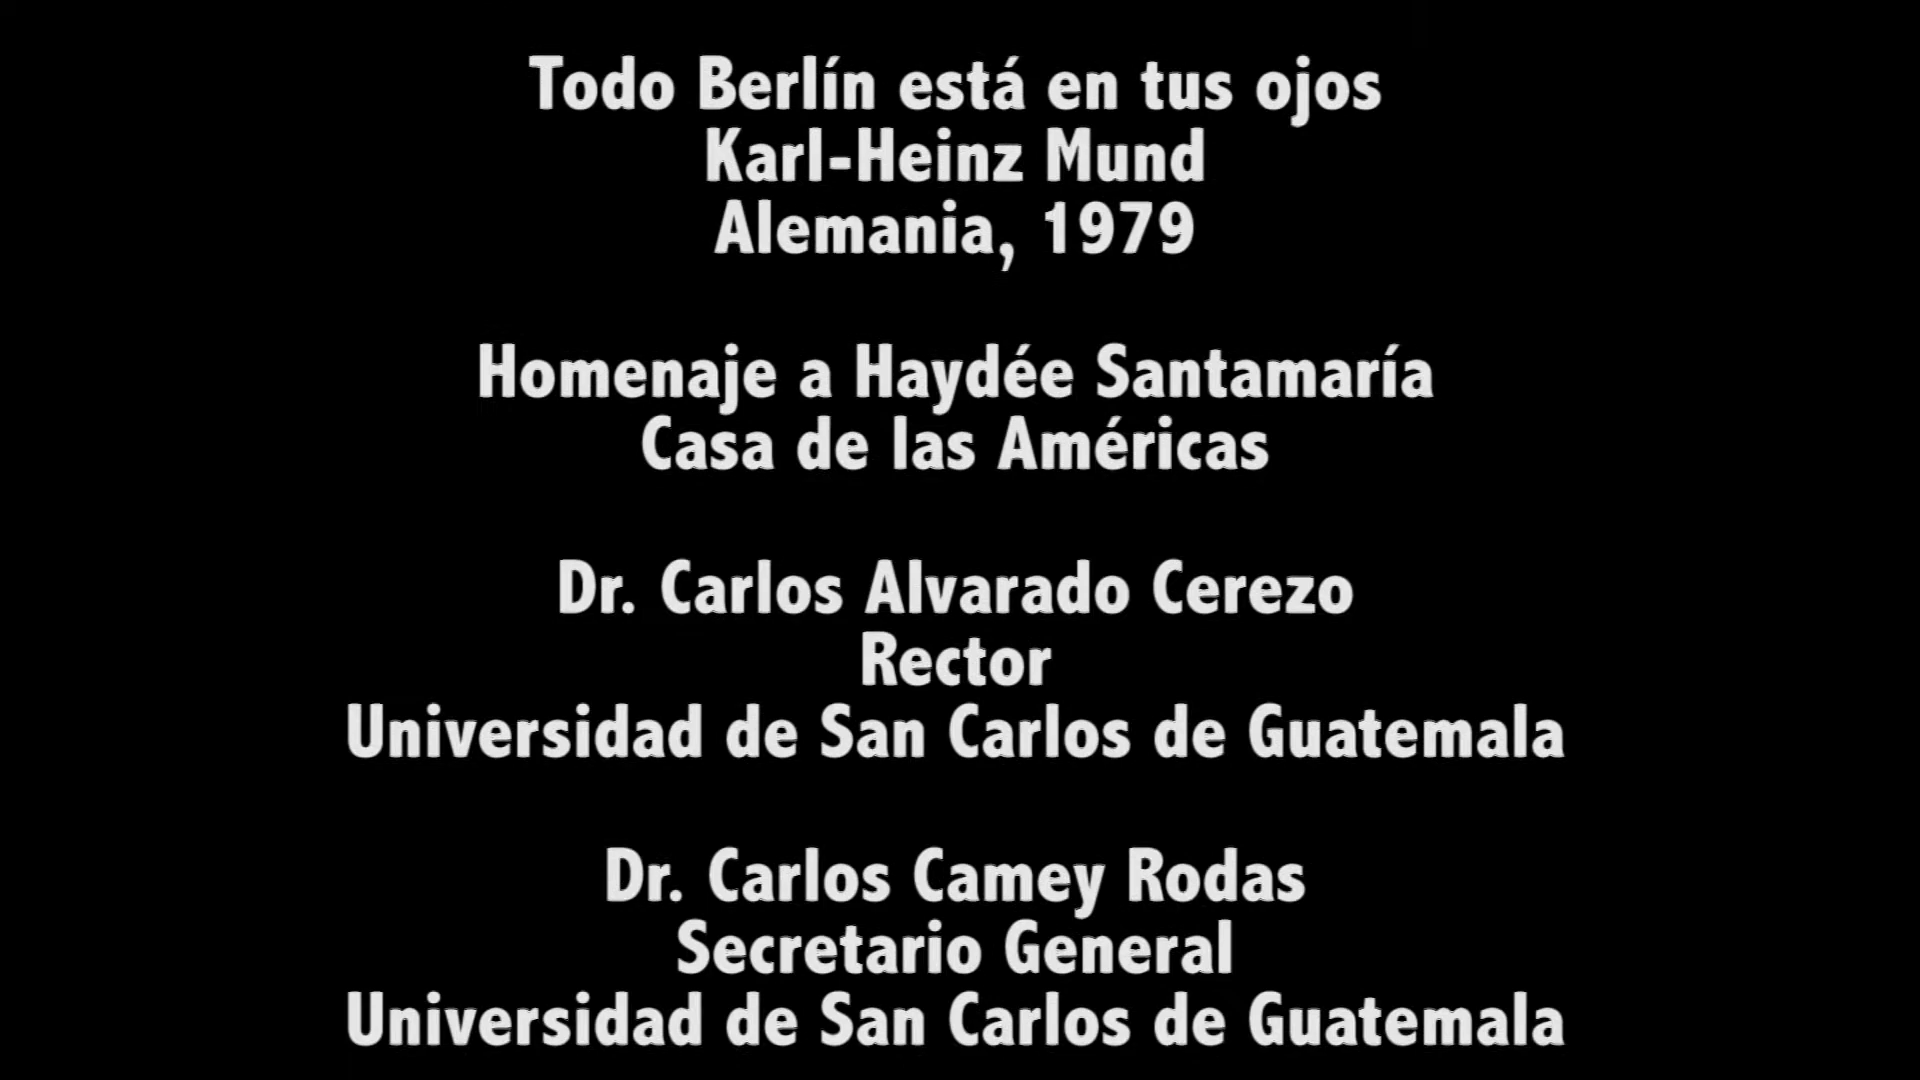 Todo Berlín está en tus ojos
Karl-Heinz Mund
Alemania, 1979
Homenaje a Haydée Santamaría
Casa de las Américas
Dr. Carlos Alvarado Cerezo
Rector
Universidad de San Carlos de Guatemala
Dr. Carlos Camey Rodas
Secretario General
Universidad de San Carlos de Guatemala